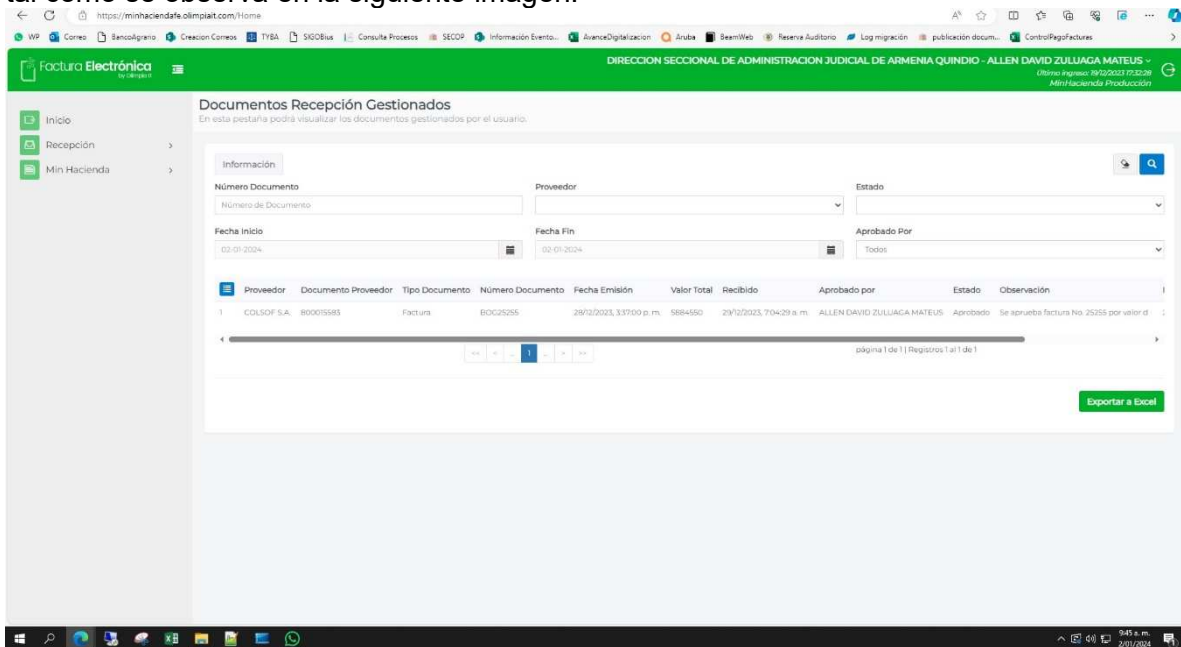 tal como se observa en la siguiente imagen.
https://minhaciendafe.olimpiait.com/Home
WP Correo BancoAgrario Creacion Correos TYBA SIGOBius Consulta Procesos SECOP Información Evento... AvanceDigitalizacion Aruba BeamWeb Reserva Auditorio Log migración publicación docum... ControlPagoFacturas
Factura Electrónica
by Olimpia It
DIRECCION SECCIONAL DE ADMINISTRACION JUDICIAL DE ARMENIA QUINDIO - ALLEN DAVID ZULUAGA MATEUS
Último ingreso: 19/12/2023 17:32:28
MinHacienda Producción
Inicio
Recepción
Min Hacienda
Documentos Recepción Gestionados
En esta pestaña podrá visualizar los documentos gestionados por el usuario.
Información
Número Documento Proveedor Estado
Número de Documento
Fecha Inicio Fecha Fin Aprobado Por
02-01-2024 02-01-2024 Todos
Proveedor Documento Proveedor Tipo Documento Número Documento Fecha Emisión Valor Total Recibido Aprobado por Estado Observación
1 COLSOF S.A. 800015583 Factura BOG25255 28/12/2023, 3:37:00 p. m. 5884550 29/12/2023, 7:04:29 a. m. ALLEN DAVID ZULUAGA MATEUS Aprobado Se aprueba factura No. 25255 por valor d
<< < .. 1 .. > >> página 1 de 1 | Registros 1 al 1 de 1
Exportar a Excel
9:45 a. m.
2/01/2024